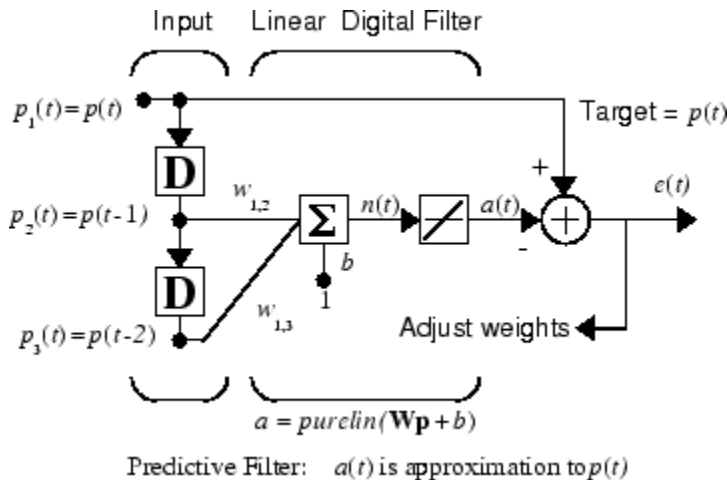 Input
Linear Digital Filter
p1(t) = p(t)
Target = p(t)
D
+
e(t)
w1,2
n(t)
a(t)
p2(t) = p(t-1)
Σ
-
b
D
1
w1,3
Adjust weights
p3(t) = p(t-2)
a = purelin(Wp + b)
Predictive Filter: a(t) is approximation to p(t)